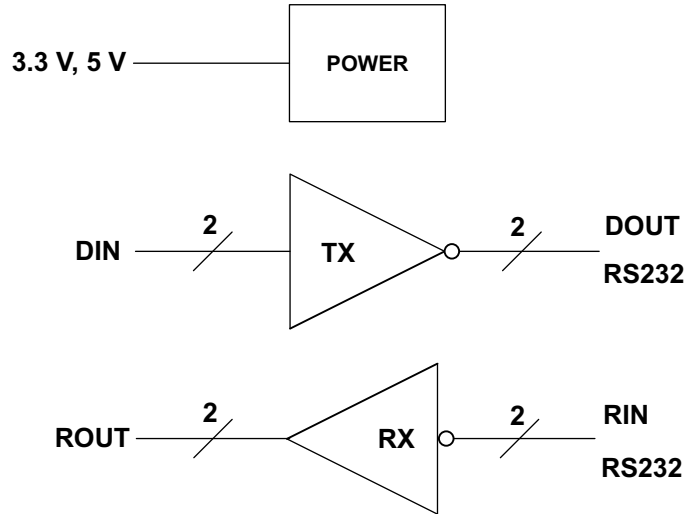 3.3 V, 5 V
POWER
DIN
2
TX
2
DOUT
RS232
ROUT
2
RX
2
RIN
RS232